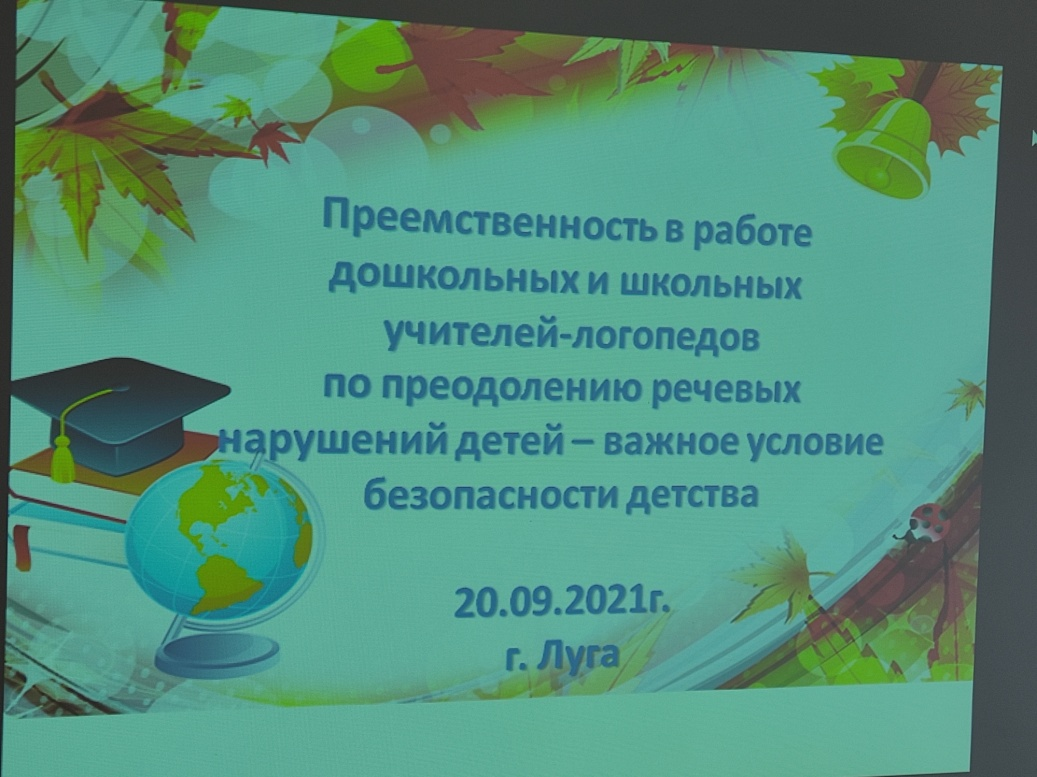 Преемственность в работе
дошкольных и школьных
учителей-логопедов
по преодолению речевых
нарушений детей – важное условие
безопасности детства
20.09.2021г.
г. Луга